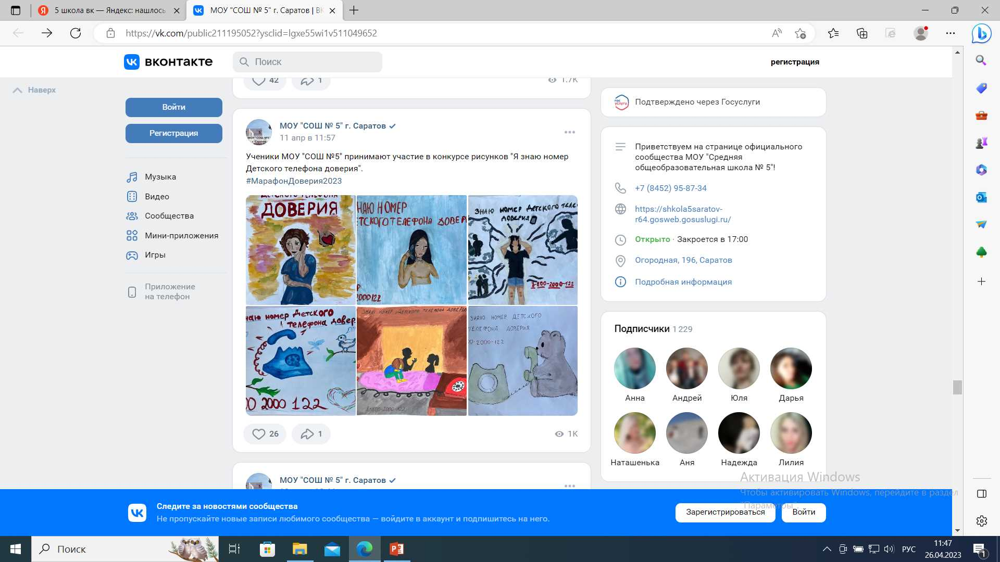 5 школа вк — Яндекс: нашлось
МОУ "СОШ № 5" г. Саратов | ВК
https://vk.com/public211195052?ysclid=lgxe55wi1v511049652
вконтакте
Поиск
регистрация
Наверх
Войти
Регистрация
Музыка
Видео
Сообщества
Мини-приложения
Игры
Приложение
на телефон
42
1
1.7K
МОУ "СОШ № 5" г. Саратов
11 апр в 11:57
Ученики МОУ "СОШ №5" принимают участие в конкурсе рисунков "Я знаю номер
Детского телефона доверия".
#МарафонДоверия2023
ДЕТСКОГО ТЕЛЕФОНА
ДОВЕРИЯ
НАЮ НОМЕР
ЕТСКОГО ТЕЛЕФОНА ДОВЕРИ
2000122
ЗНАЮ НОМЕР ДЕТСКОГО ТЕЛЕ
ДОВЕРИЯ
8-800-2000-122
наю номер Детского
телефона довер
00 2000 122
ЗНАЮ НОМЕР ДЕТСКОГО ТЕЛЕФОНА ДОВЕРИ
8-800-2000-122
ЗНАЮ НОМЕР ДЕТСКОГО
ТЕЛЕФОНА ДОВЕРИЯ
00-2000-122
26
1
1K
МОУ "СОШ № 5" г. Саратов
Подтверждено через Госуслуги
Приветствуем на странице официального
сообщества МОУ "Средняя
общеобразовательная школа № 5"!
+7 (8452) 95-87-34
https://shkola5saratov-
r64.gosweb.gosuslugi.ru/
Открыто · Закроется в 17:00
Огородная, 196, Саратов
Подробная информация
Подписчики 1 229
Анна
Андрей
Юля
Дарья
Наташенька
Аня
Надежда
Лилия
Активация Windows
Чтобы активировать Windows, перейдите в раздел
"Параметры".
Следите за новостями сообщества
Не пропускайте новые записи любимого сообщества — войдите в аккаунт и подпишитесь на него.
Зарегистрироваться
Войти
Поиск
РУС
11:47
26.04.2023
1